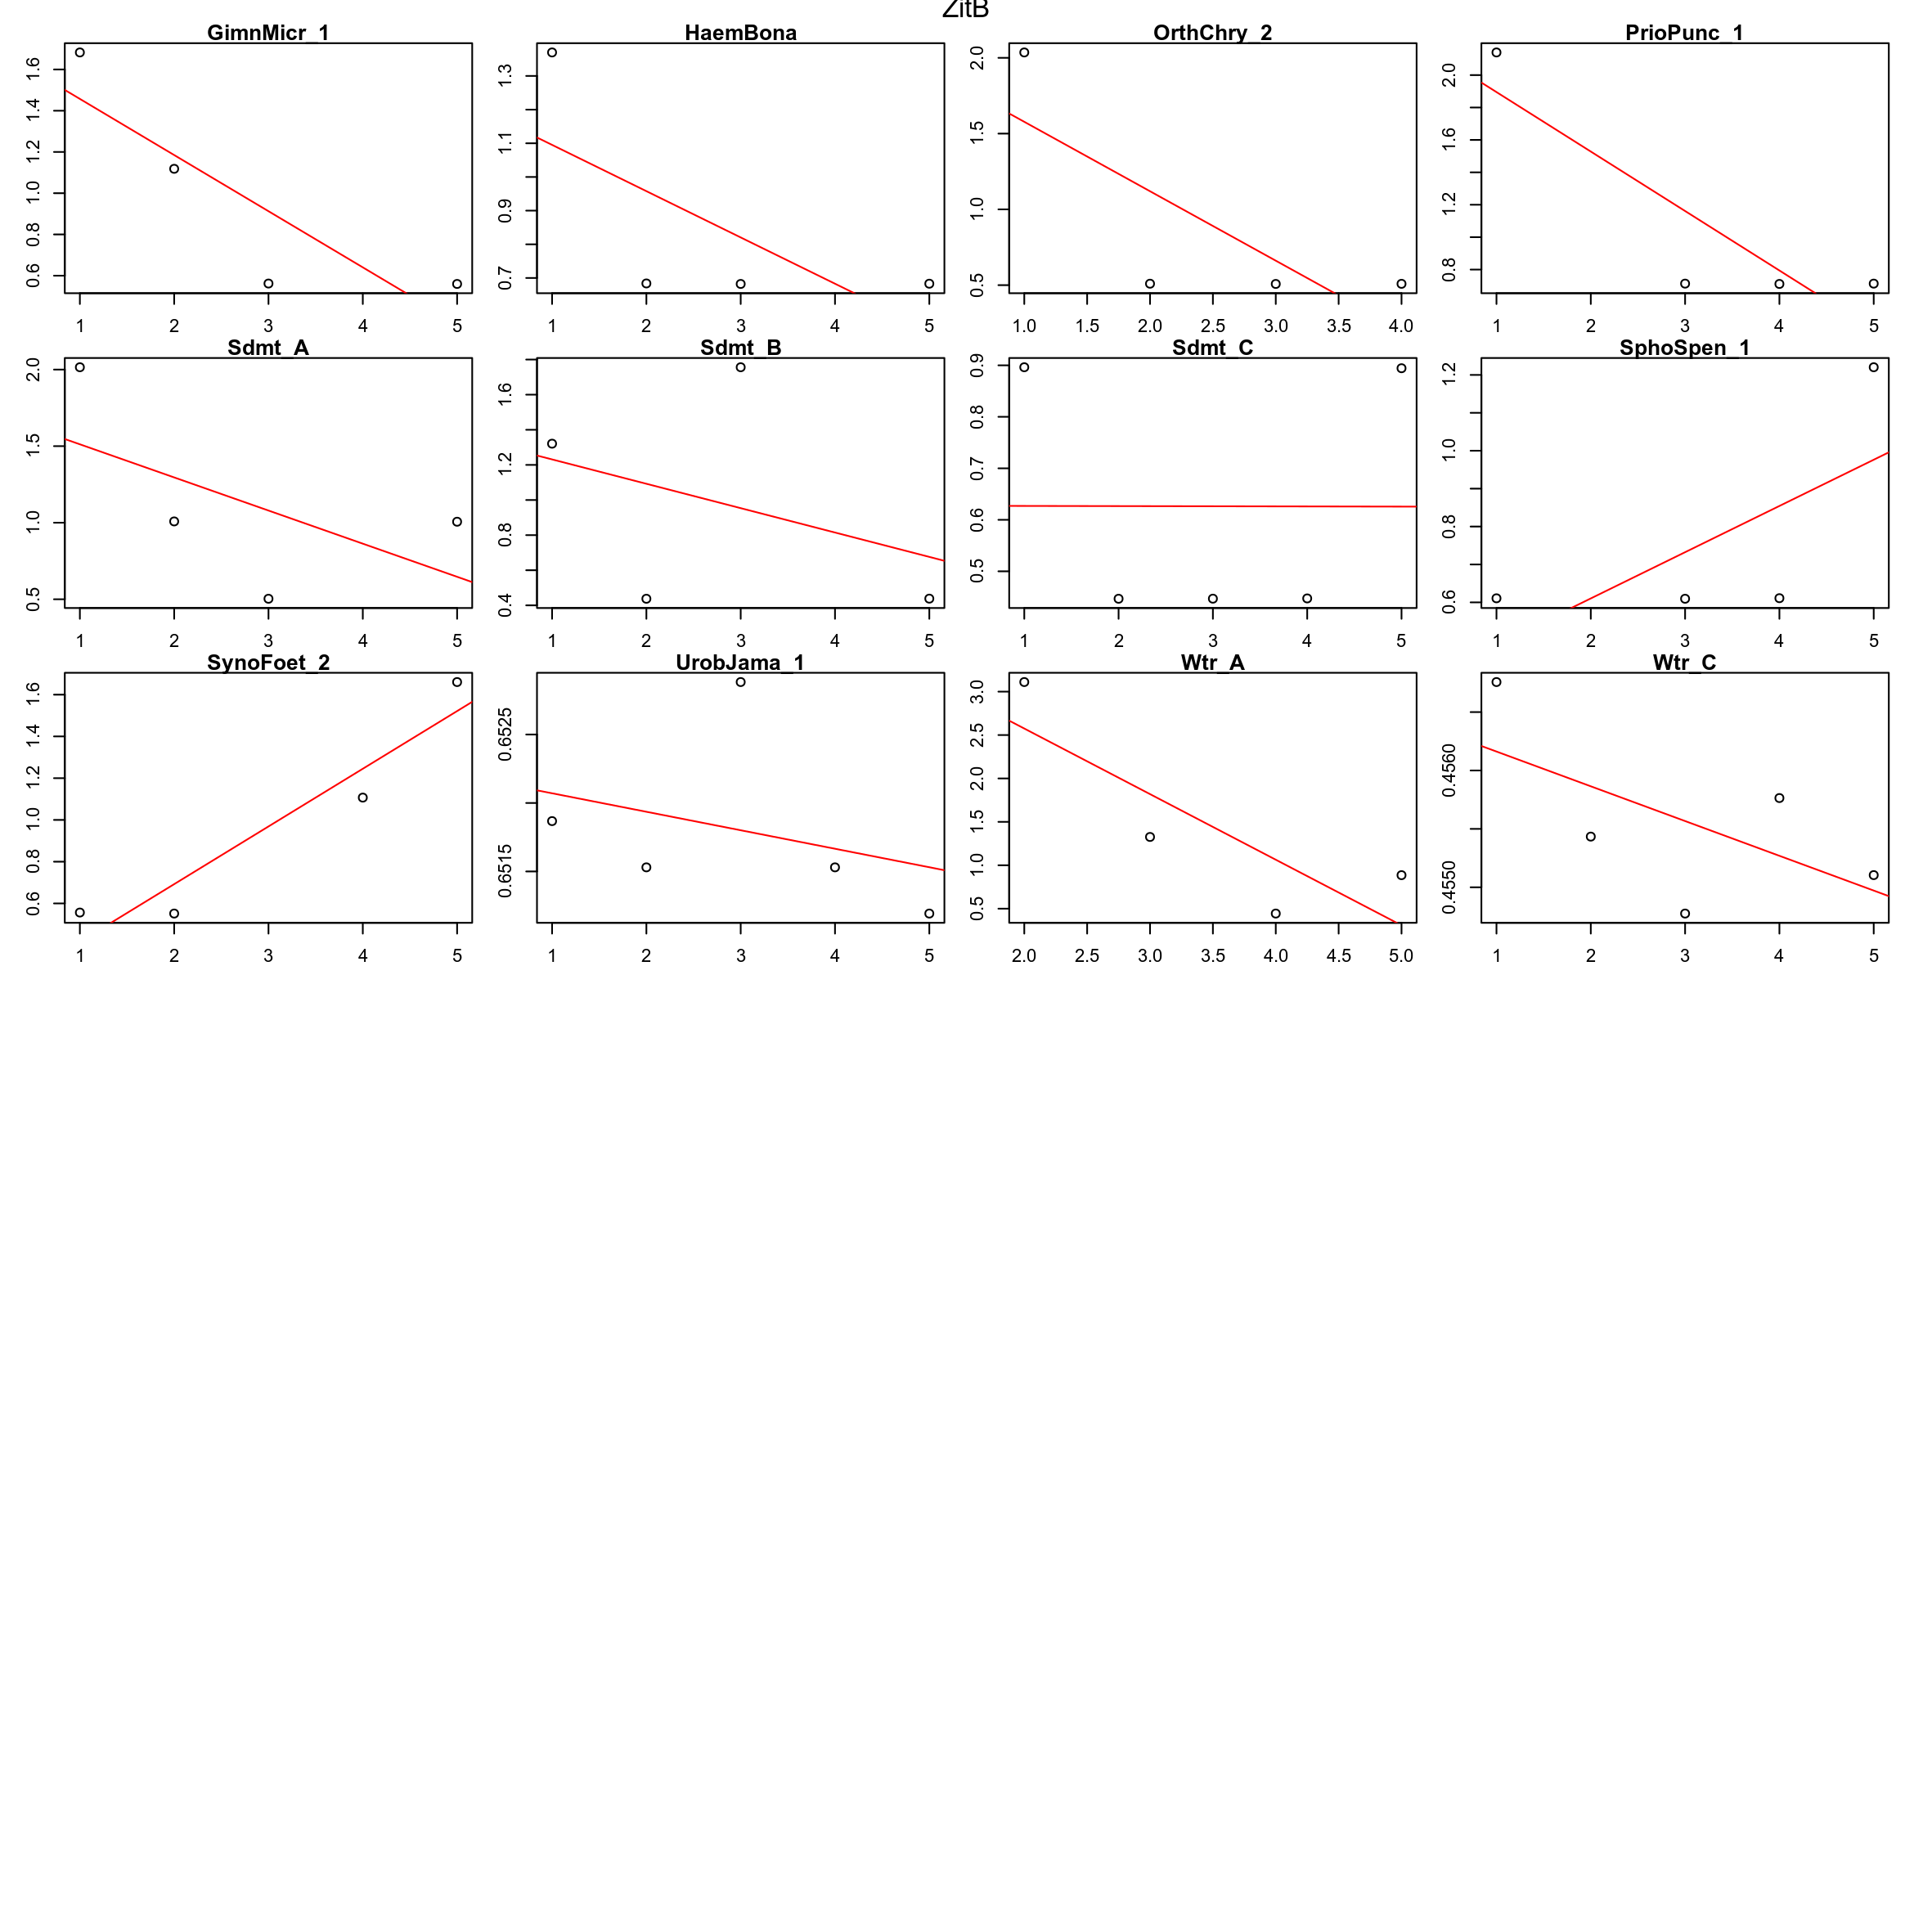 ZitB
GimnMicr_1 HaemBona OrthChry_2 PrioPunc_1
0.6 0.8 1.0 1.2 1.4 1.6
1 2 3 4 5
0.7 0.9 1.1 1.3
1 2 3 4 5
0.5 1.0 1.5 2.0
1.0 1.5 2.0 2.5 3.0 3.5 4.0
0.8 1.2 1.6 2.0
1 2 3 4 5
Sdmt_A Sdmt_B Sdmt_C SphoSpen_1
0.5 1.0 1.5 2.0
1 2 3 4 5
0.4 0.8 1.2 1.6
1 2 3 4 5
0.5 0.6 0.7 0.8 0.9
1 2 3 4 5
0.6 0.8 1.0 1.2
1 2 3 4 5
SynoFoet_2 UrobJama_1 Wtr_A Wtr_C
0.6 0.8 1.0 1.2 1.4 1.6
1 2 3 4 5
0.6515 0.6525
1 2 3 4 5
0.5 1.0 1.5 2.0 2.5 3.0
2.0 2.5 3.0 3.5 4.0 4.5 5.0
0.4550 0.4560
1 2 3 4 5